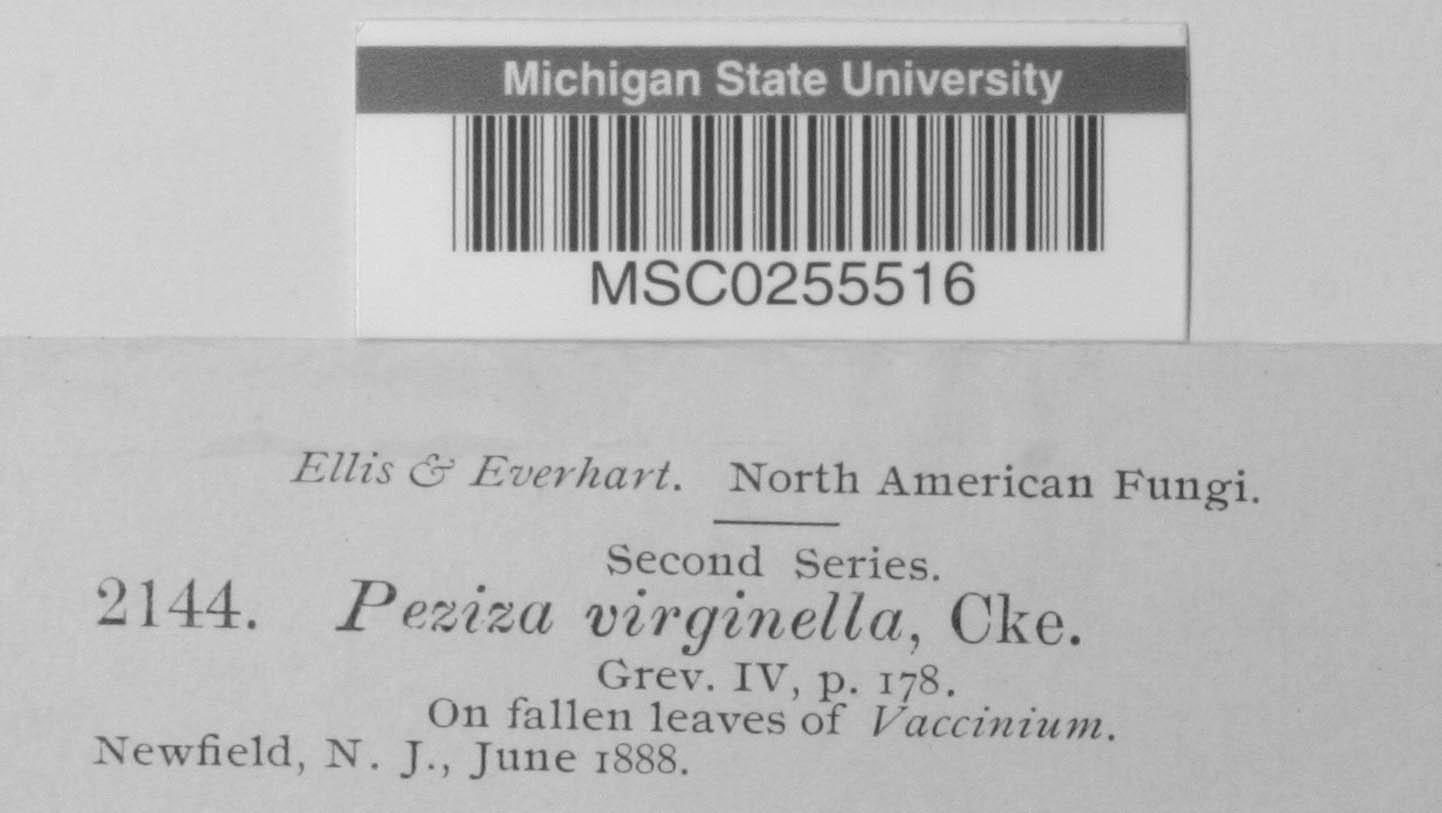 Michigan State University
MSC0255516
Ellis & Everhart. North American Fungi.
Second Series.
2144. Peziza virginella, Cke.
Grev. IV, p. 178.
On fallen leaves of Vaccinium.
Newfield, N. J., June 1888.